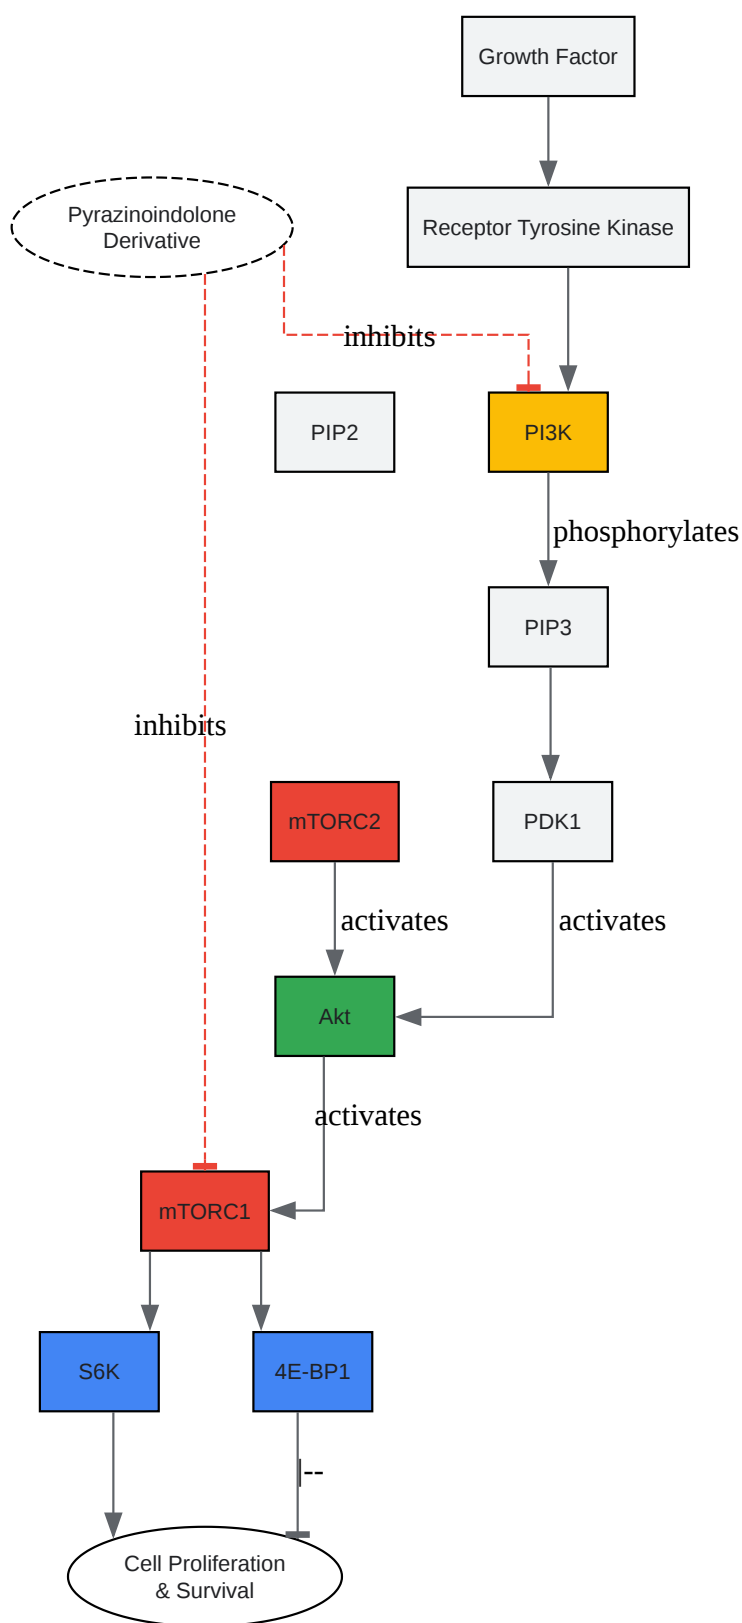 Growth Factor
Pyrazinoindolone
Derivative
Receptor Tyrosine Kinase
inhibits
PIP2
PI3K
phosphorylates
PIP3
inhibits
mTORC2
PDK1
activates
activates
Akt
activates
mTORC1
S6K
4E-BP1
|--
Cell Proliferation
& Survival